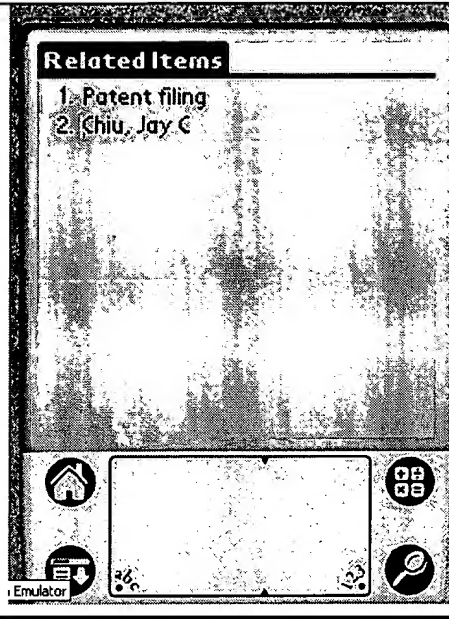 Related Items
1. Patent filing
2. Chiu, Jay C
abc
123
Emulator